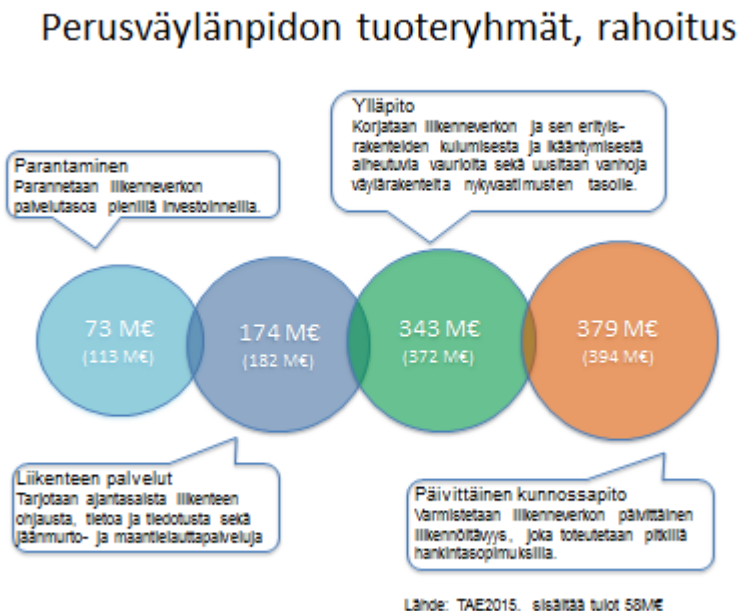 Perusväylänpidon tuoteryhmät, rahoitus
Ylläpito
Korjataan liikenneverkon ja sen erityis-
rakenteiden kulumisesta ja ikääntymisestä
aiheutuvia vaurioita sekä uusitaan vanhoja
väylärakenteita nykyvaatimusten tasolle.
Parantaminen
Parannetaan liikenneverkon
palvelutasoa pienillä investoinneilla.
73 M€
(113 M€)
174 M€
(182 M€)
343 M€
(372 M€)
379 M€
(394 M€)
Liikenteen palvelut
Tarjotaan ajantasaista liikenteen
ohjausta, tietoa ja tiedotusta sekä
jäänmurto- ja maantielauttapalveluja
Päivittäinen kunnossapito
Varmistetaan liikenneverkon päivittäinen
liikennöitävyys, joka toteutetaan pitkillä
hankintasopimuksilla.
Lähde: TAE2015, sisältää tulot 58M€